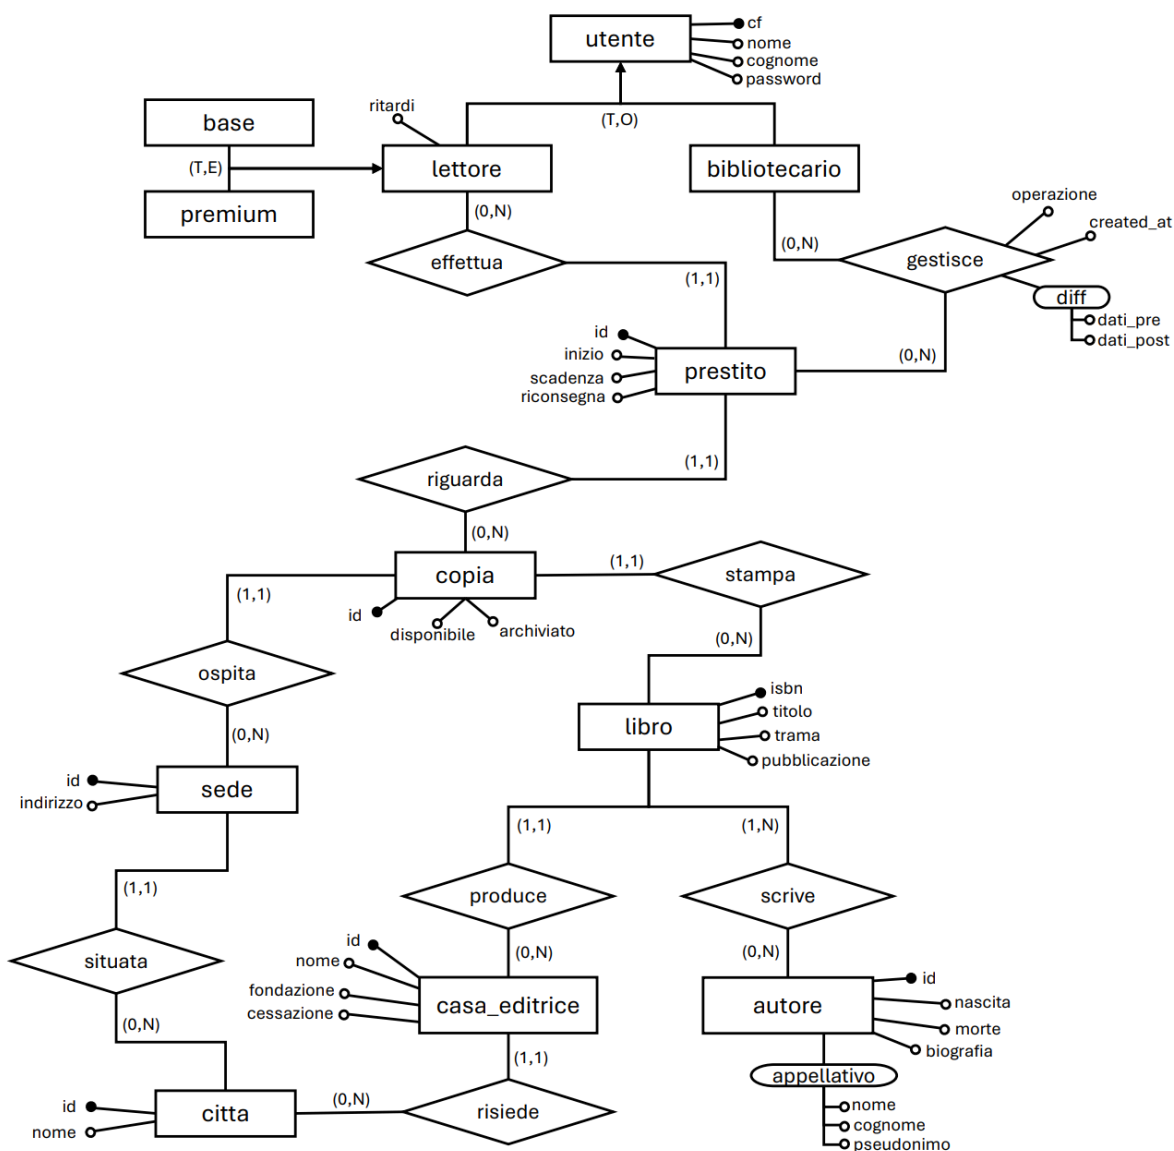 utente
cf
nome
cognome
password
(T,O)
ritardi
base
(T,E)
premium
lettore
bibliotecario
(0,N)
(0,N)
operazione
created_at
effettua
gestisce
(1,1)
diff
dati_pre
dati_post
id
inizio
scadenza
riconsegna
prestito
(0,N)
riguarda
(1,1)
(0,N)
copia
(1,1)
stampa
(1,1)
id
disponibile
archiviato
(0,N)
ospita
(0,N)
isbn
titolo
trama
pubblicazione
libro
id
indirizzo
sede
(1,1)
(1,N)
(1,1)
produce
scrive
situata
(0,N)
(0,N)
id
nome
fondazione
cessazione
casa_editrice
autore
id
nascita
morte
biografia
(0,N)
(1,1)
appellativo
nome
cognome
pseudonimo
id
nome
citta
(0,N)
risiede